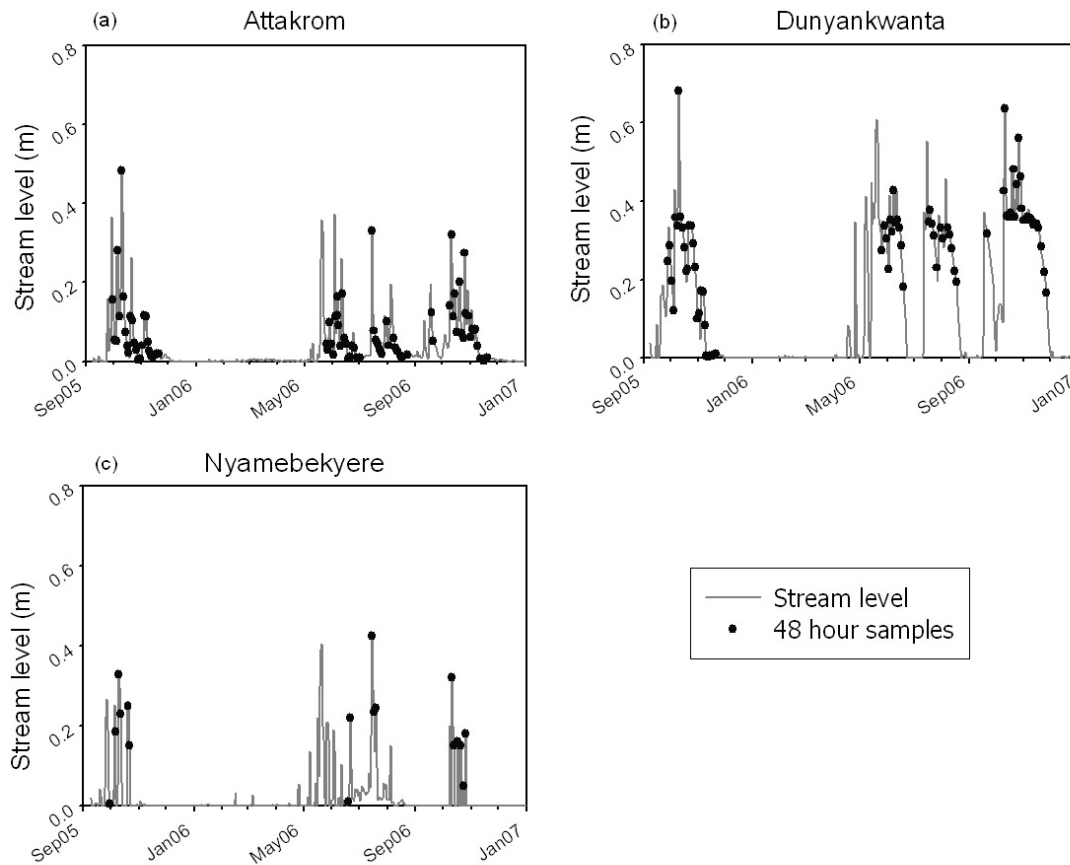 (a) Attakrom
Stream level (m)
0.8
0.6
0.4
0.2
0.0
Sep05 Jan06 May06 Sep06 Jan07
(b) Dunyankwanta
Stream level (m)
0.8
0.6
0.4
0.2
0.0
Sep05 Jan06 May06 Sep06 Jan07
(c) Nyamebekyere
Stream level (m)
0.8
0.6
0.4
0.2
0.0
Sep05 Jan06 May06 Sep06 Jan07
Stream level
48 hour samples